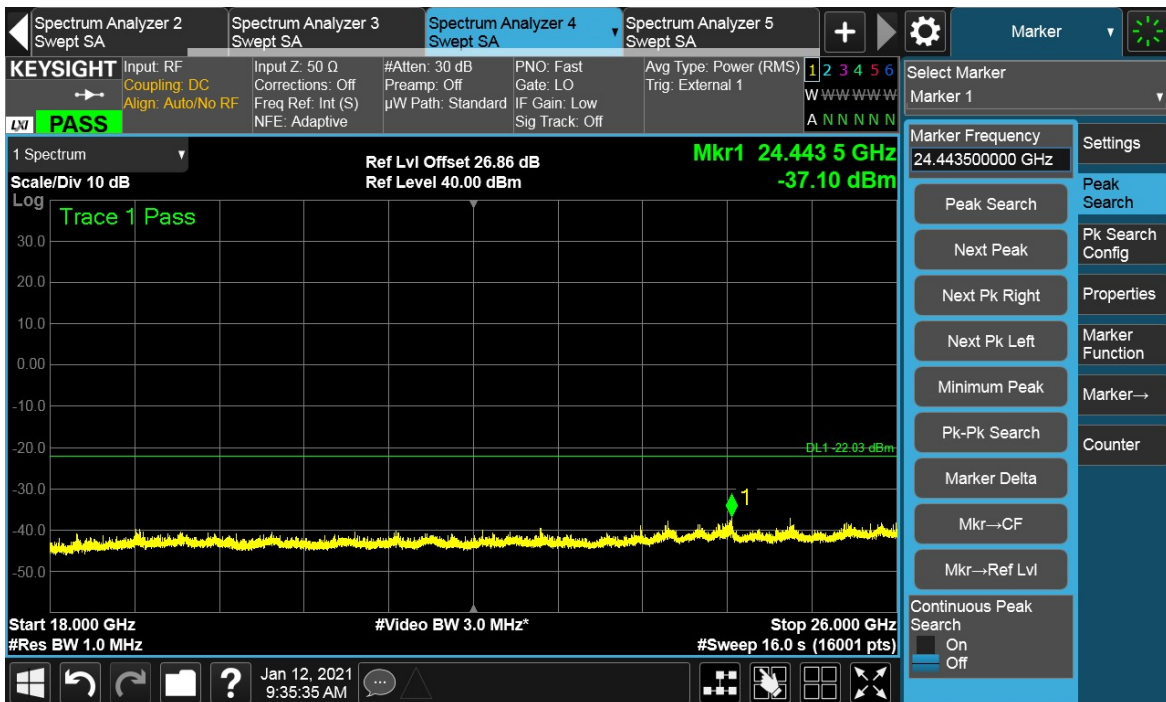 Spectrum Analyzer 2
Swept SA
Spectrum Analyzer 3
Swept SA
Spectrum Analyzer 4
Swept SA
Spectrum Analyzer 5
Swept SA
+
Marker
KEYSIGHT
LXI
PASS
Input: RF
Coupling: DC
Align: Auto/No RF
Input Z: 50 Ω
Corrections: Off
Freq Ref: Int (S)
NFE: Adaptive
#Atten: 30 dB
Preamp: Off
µW Path: Standard
PNO: Fast
Gate: LO
IF Gain: Low
Sig Track: Off
Avg Type: Power (RMS)
Trig: External 1
1 2 3 4 5 6
W W W W W W
A N N N N N
Select Marker
Marker 1
1 Spectrum
Scale/Div 10 dB
Ref Lvl Offset 26.86 dB
Ref Level 40.00 dBm
Mkr1 24.443 5 GHz
-37.10 dBm
Log
Trace 1 Pass
30.0
20.0
10.0
0.00
-10.0
-20.0
DL1 -22.03 dBm
-30.0
1
-40.0
-50.0
Start 18.000 GHz
#Video BW 3.0 MHz*
Stop 26.000 GHz
#Res BW 1.0 MHz
#Sweep 16.0 s (16001 pts)
Marker Frequency
24.443500000 GHz
Peak Search
Next Peak
Next Pk Right
Next Pk Left
Minimum Peak
Pk-Pk Search
Marker Delta
Mkr→CF
Mkr→Ref Lvl
Continuous Peak
Search
On
Off
Settings
Peak
Search
Pk Search
Config
Properties
Marker
Function
Marker→
Counter
?
Jan 12, 2021
9:35:35 AM